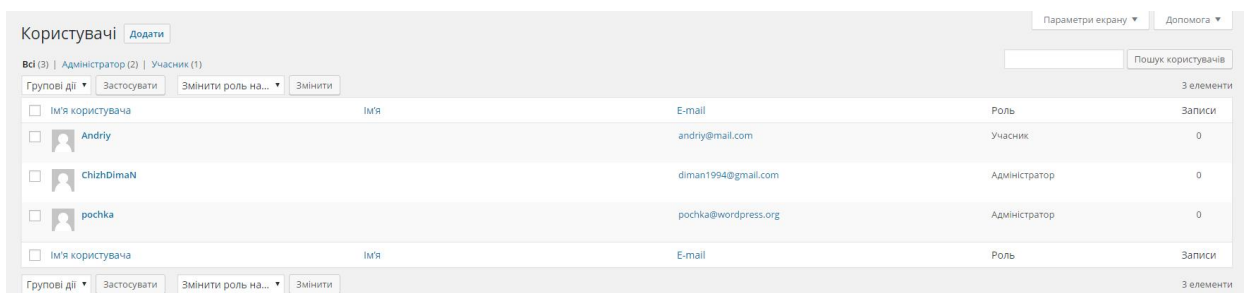 Параметри екрану ▼ Допомога ▼
Користувачі Додати
Всі (3) | Адміністратор (2) | Учасник (1)
Пошук користувачів
Групові дії ▼ Застосувати Змінити роль на... ▼ Змінити 3 елементи
Ім'я користувача Ім'я E-mail Роль Записи
Andriy andriy@mail.com Учасник 0
ChizhDimaN diman1994@gmail.com Адміністратор 0
pochka pochka@wordpress.org Адміністратор 0
Ім'я користувача Ім'я E-mail Роль Записи
Групові дії ▼ Застосувати Змінити роль на... ▼ Змінити 3 елементи